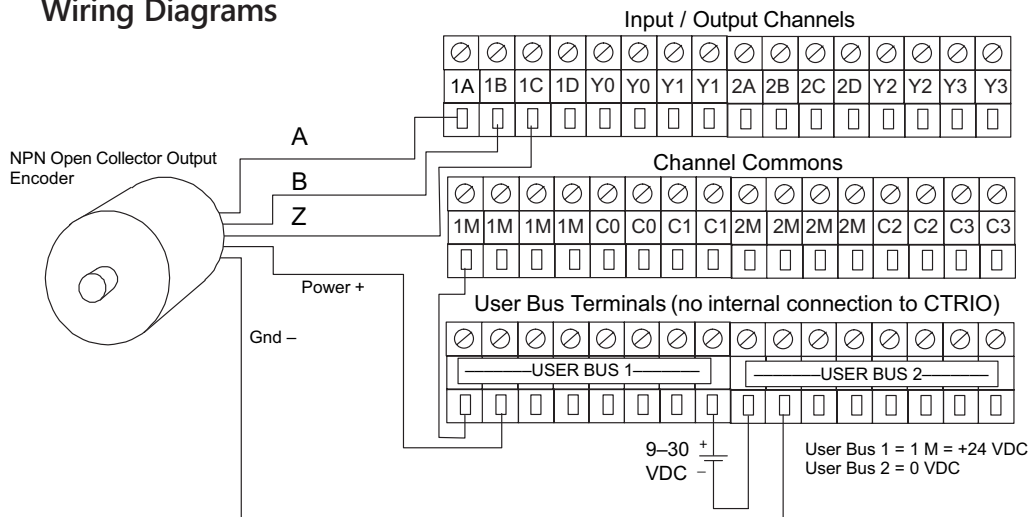 Wiring Diagrams
Input / Output Channels
1A 1B 1C 1D Y0 Y0 Y1 Y1 2A 2B 2C 2D Y2 Y2 Y3 Y3
A
NPN Open Collector Output
Encoder
Channel Commons
B
Z
1M 1M 1M 1M C0 C0 C1 C1 2M 2M 2M 2M C2 C2 C3 C3
Power +
User Bus Terminals (no internal connection to CTRIO)
Gnd –
USER BUS 1
USER BUS 2
9–30 +
VDC –
User Bus 1 = 1 M = +24 VDC
User Bus 2 = 0 VDC